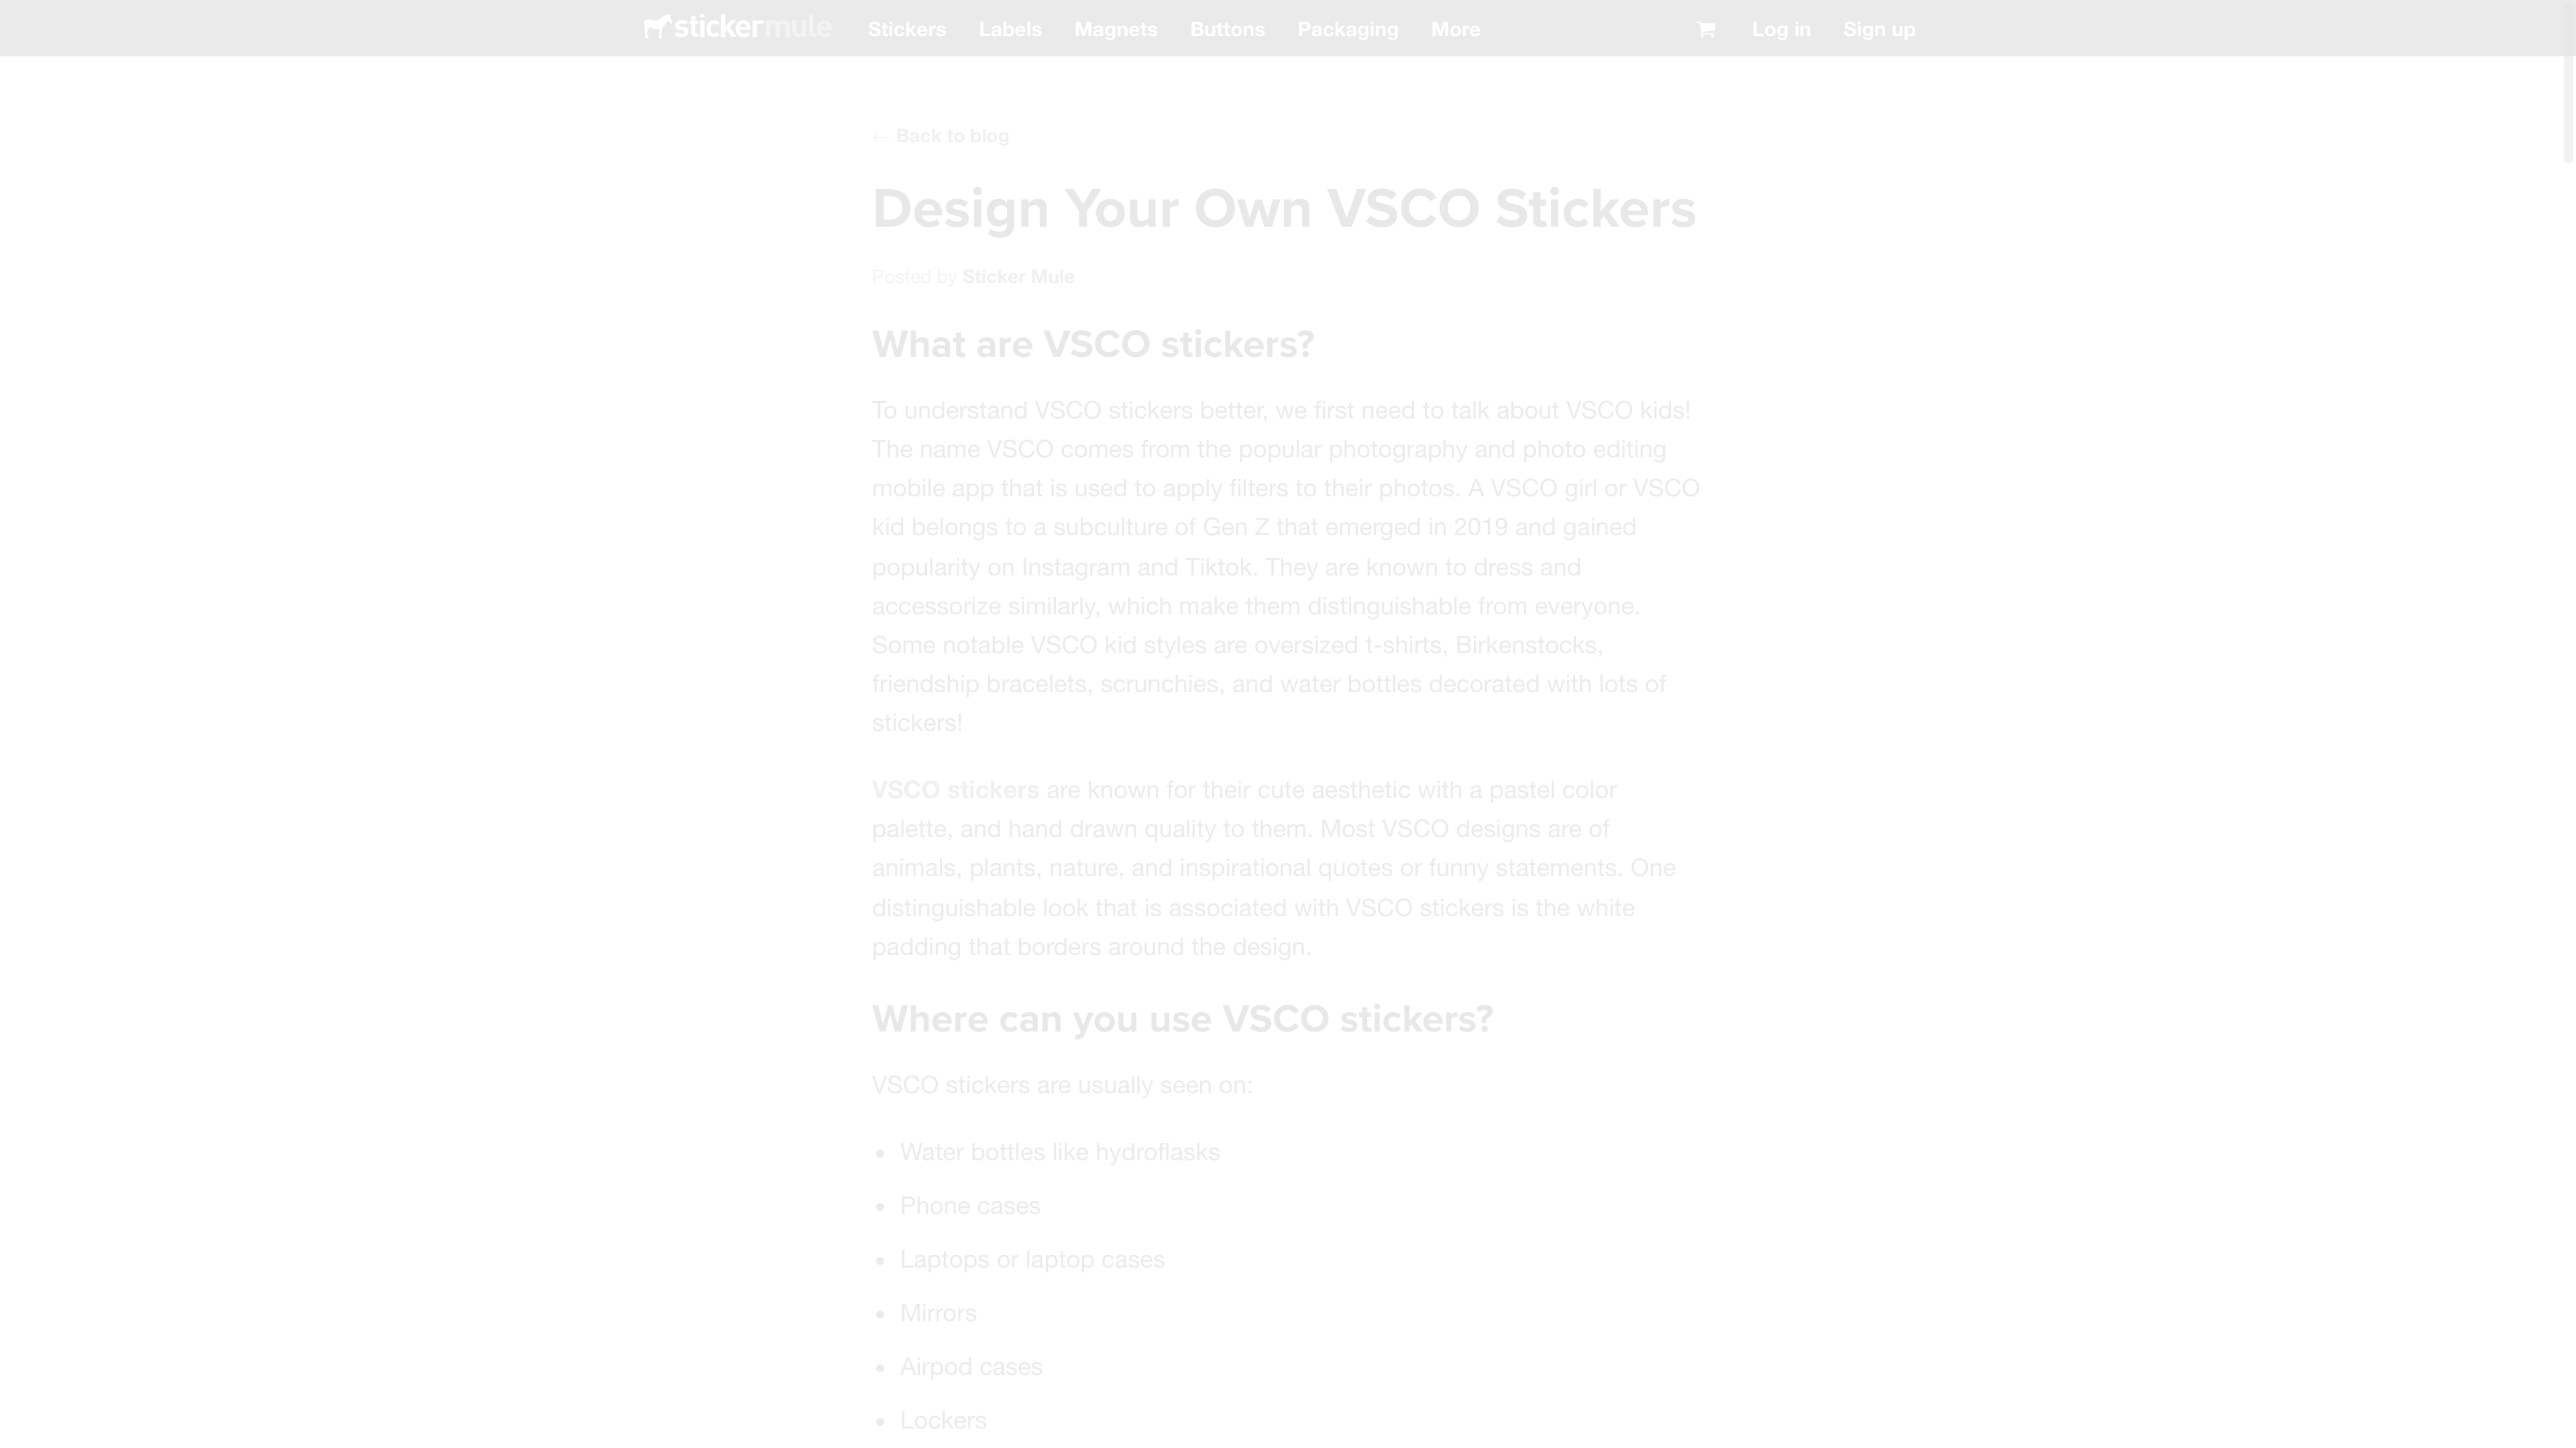 stickermule Stickers Labels Magnets Buttons Packaging More Log in Sign up
← Back to blog
Design Your Own VSCO Stickers
Posted by Sticker Mule
What are VSCO stickers?
To understand VSCO stickers better, we first need to talk about VSCO kids!
The name VSCO comes from the popular photography and photo editing
mobile app that is used to apply filters to their photos. A VSCO girl or VSCO
kid belongs to a subculture of Gen Z that emerged in 2019 and gained
popularity on Instagram and Tiktok. They are known to dress and
accessorize similarly, which make them distinguishable from everyone.
Some notable VSCO kid styles are oversized t-shirts, Birkenstocks,
friendship bracelets, scrunchies, and water bottles decorated with lots of
stickers!
VSCO stickers are known for their cute aesthetic with a pastel color
palette, and hand drawn quality to them. Most VSCO designs are of
animals, plants, nature, and inspirational quotes or funny statements. One
distinguishable look that is associated with VSCO stickers is the white
padding that borders around the design.
Where can you use VSCO stickers?
VSCO stickers are usually seen on:
• Water bottles like hydroflasks
• Phone cases
• Laptops or laptop cases
• Mirrors
• Airpod cases
• Lockers